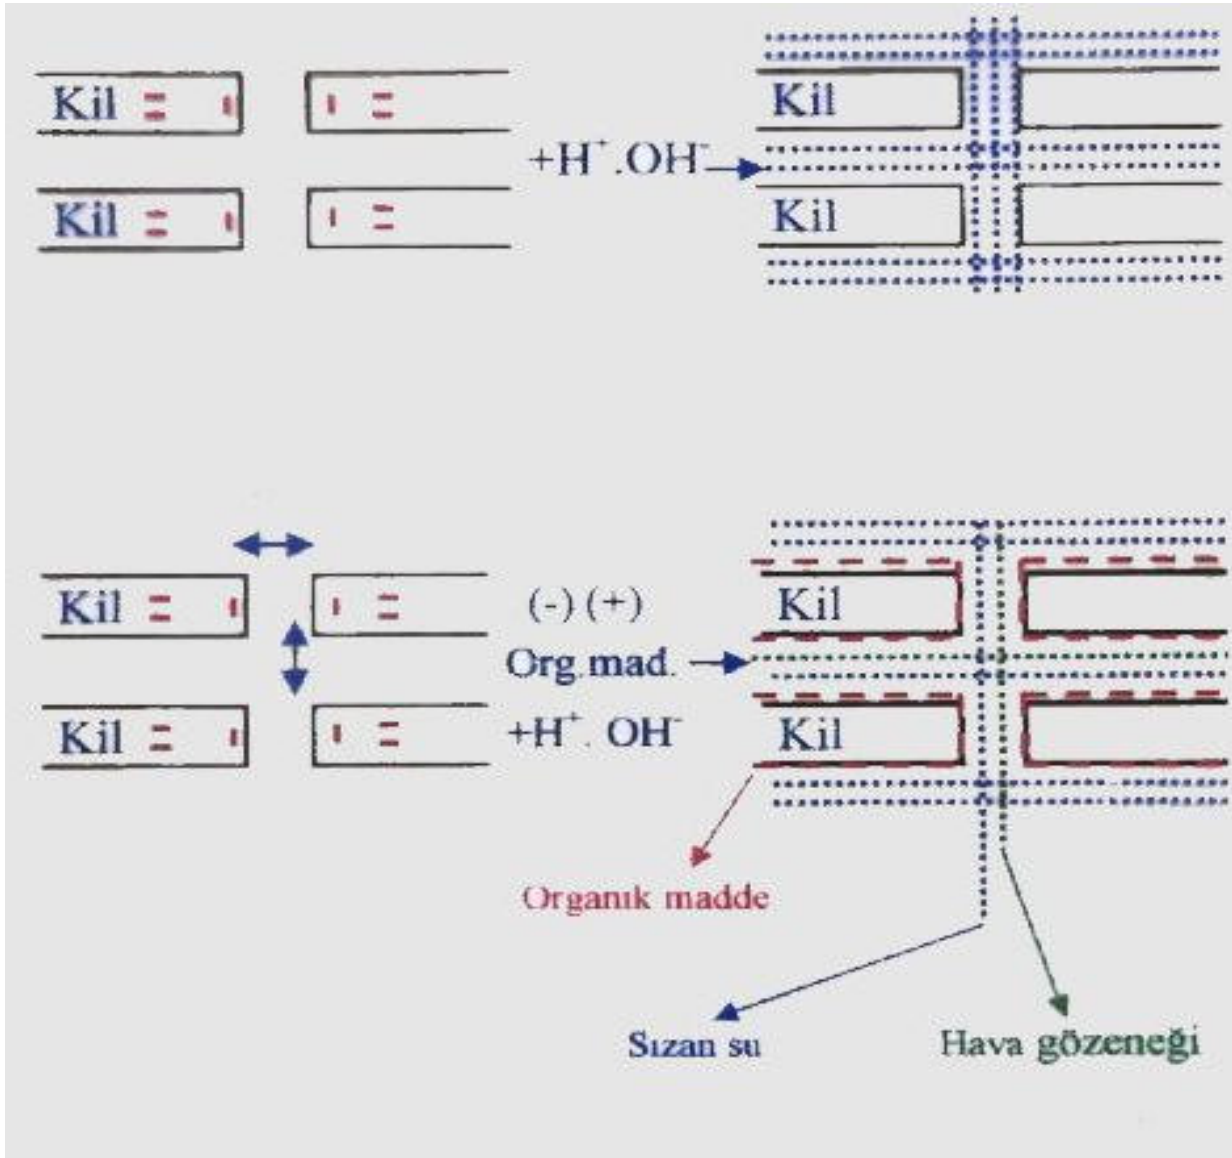 Kil
Kil
+H⁺.OH⁻
Kil
Kil
Kil
(-) (+)
Kil
Org.mad.
Kil
+H⁺. OH⁻
Kil
Organık madde
Sızan su
Hava gözeneği